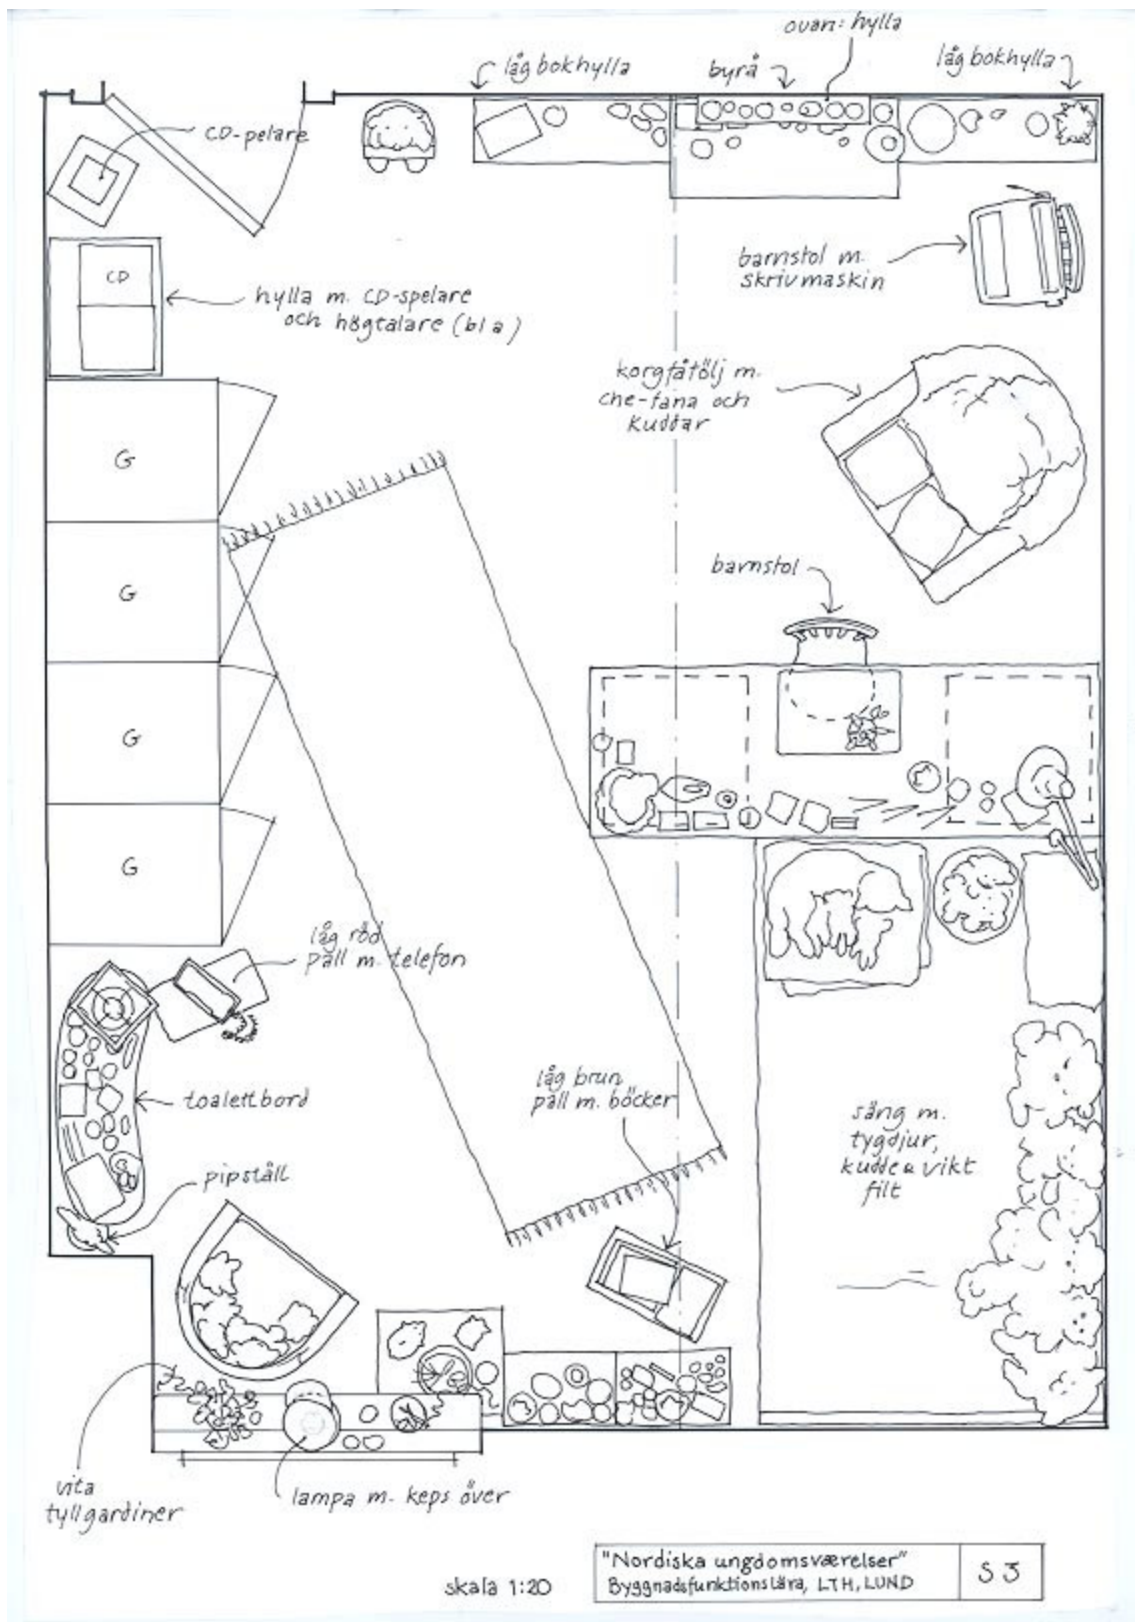 ovan: hylla
låg bokhylla
byrå
låg bokhylla
CD-pelare
CD
hylla m. CD-spelare
och högtalare (bl a)
barnstol m.
skrivmaskin
korgfåtölj m.
che-fana och
kuddar
barnstol
G
G
G
G
låg röd
pall m. telefon
låg brun
pall m. böcker
toalettbord
säng m.
tygdjur,
kudde & vikt
filt
pipställ
vita
tyllgardiner
lampa m. keps över
skala 1:20
"Nordiska ungdomsværelser"
Byggnadsfunktionslära, LTH, LUND
S 3